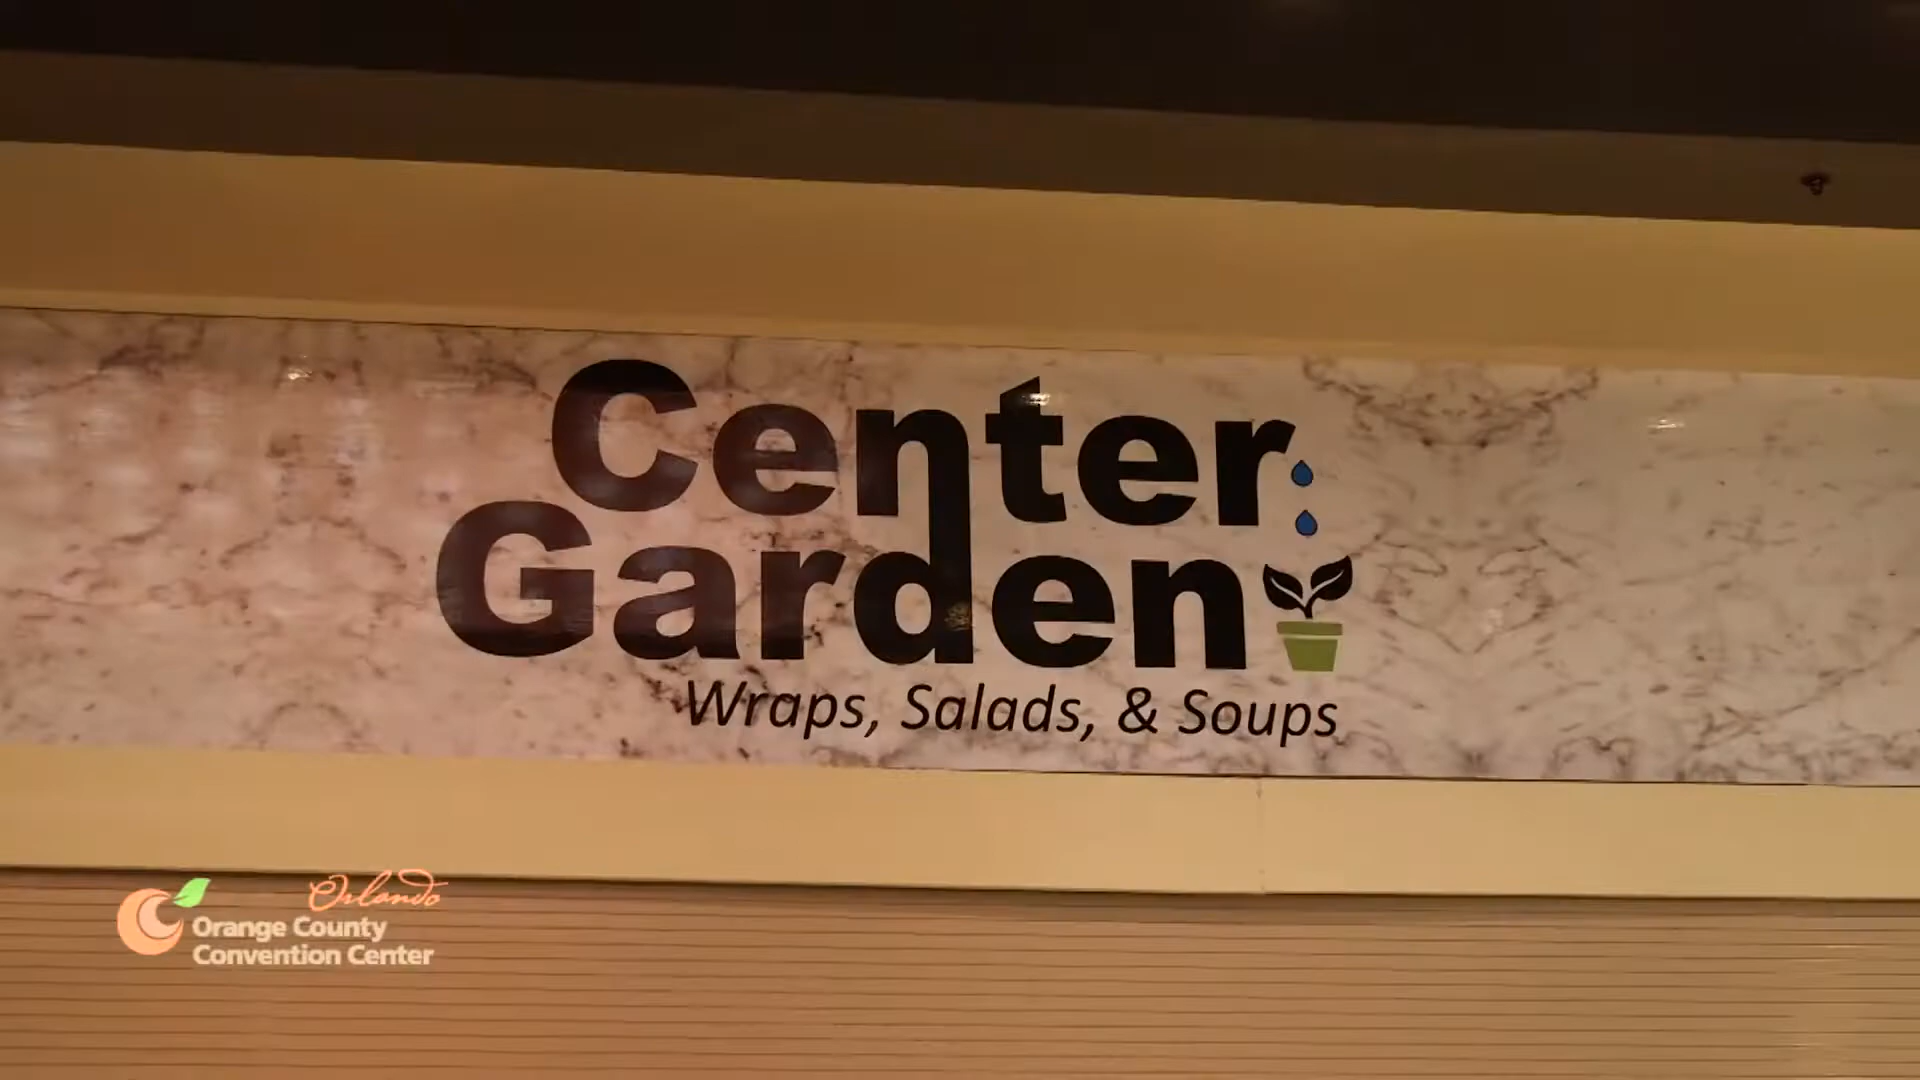 Center
Garden
Wraps, Salads, & Soups
Orlando
Orange County
Convention Center